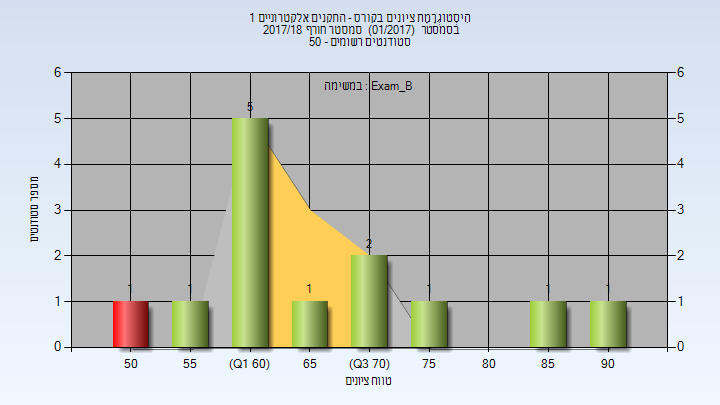 היסטוגרמת ציונים בקורס - התקנים אלקטרוניים 1
בסמסטר (01/2017) סמסטר חורף 2017/18
סטודנטים רשומים - 50
במשימה : Exam_B
מספר סטודנטים
6 6
5 5
4 4
3 3
2 2
1 1
0 0
1 1 5 1 2 1 1 1
50 55 (Q1 60) 65 (Q3 70) 75 80 85 90
טווח ציונים